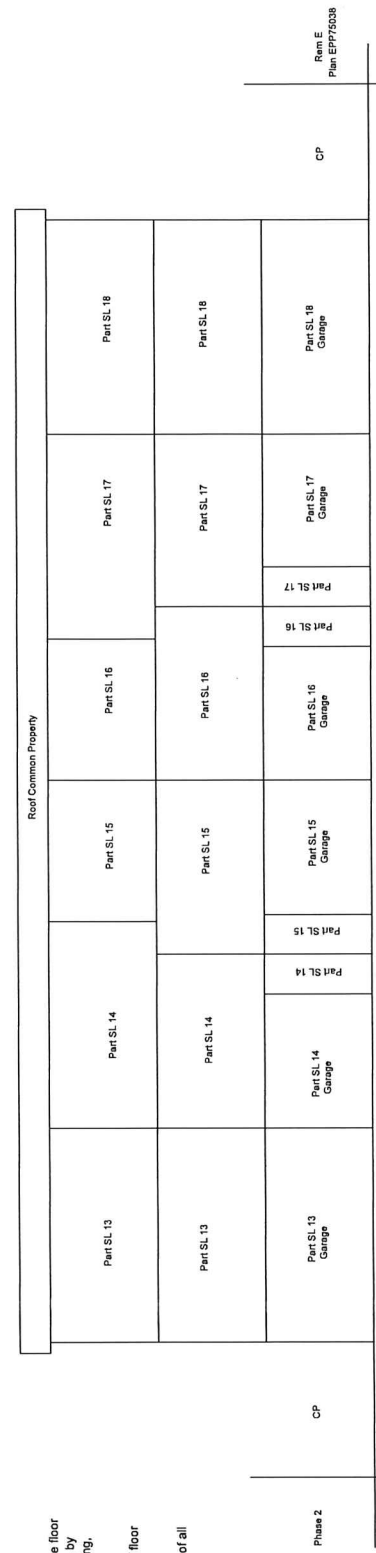 e floor
by
ng,
floor
of all
Roof Common Property
Part SL 13
Part SL 14
Part SL 15
Part SL 16
Part SL 17
Part SL 18
Part SL 13
Part SL 14
Part SL 15
Part SL 16
Part SL 17
Part SL 18
Phase 2
CP
Part SL 13
Garage
Part SL 14
Garage
Part SL 14
Part SL 15
Part SL 15
Garage
Part SL 16
Garage
Part SL 16
Part SL 17
Part SL 17
Garage
Part SL 18
Garage
CP
Rem E
Plan EPP75038